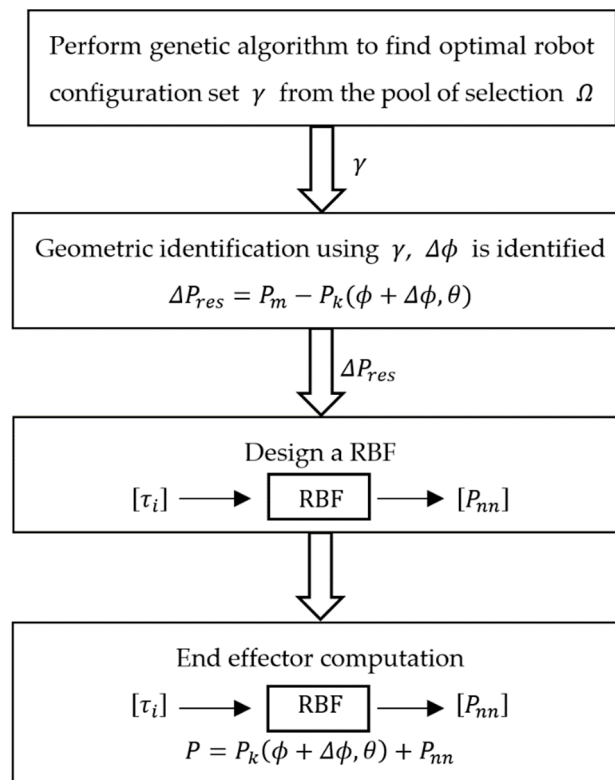 Perform genetic algorithm to find optimal robot
configuration set γ from the pool of selection Ω
γ
Geometric identification using γ, Δϕ is identified
ΔP_res = P_m − P_k(ϕ + Δϕ, θ)
ΔP_res
Design a RBF
[τ_i] RBF [P_nn]
End effector computation
[τ_i] RBF [P_nn]
P = P_k(ϕ + Δϕ, θ) + P_nn